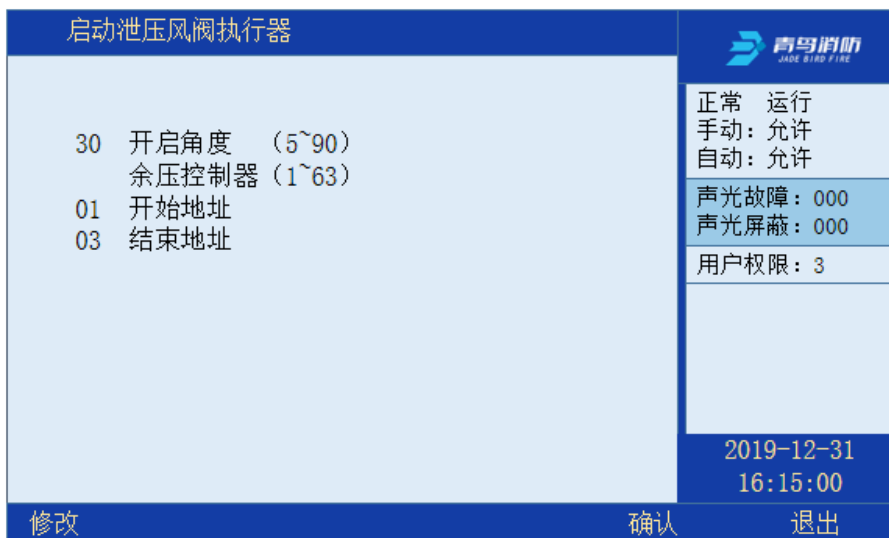 启动泄压风阀执行器
30 开启角度 （5~90）
余压控制器（1~63）
01 开始地址
03 结束地址
青鸟消防
JADE BIRD FIRE
正常 运行
手动：允许
自动：允许
声光故障：000
声光屏蔽：000
用户权限：3
2019-12-31
16:15:00
修改 确认 退出